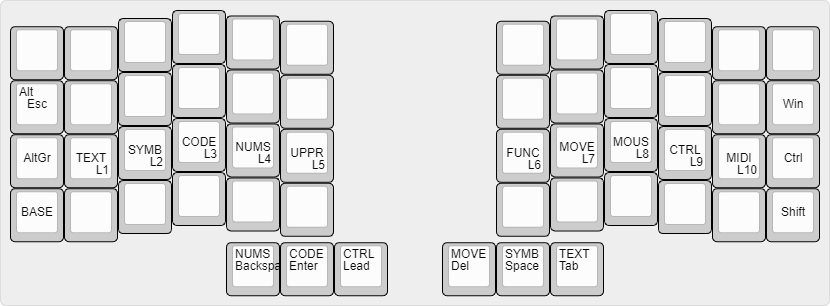 Alt
Esc
Win
AltGr
TEXT
L1
SYMB
L2
CODE
L3
NUMS
L4
UPPR
L5
FUNC
L6
MOVE
L7
MOUS
L8
CTRL
L9
MIDI
L10
Ctrl
BASE
Shift
NUMS
Backspa
CODE
Enter
CTRL
Lead
MOVE
Del
SYMB
Space
TEXT
Tab